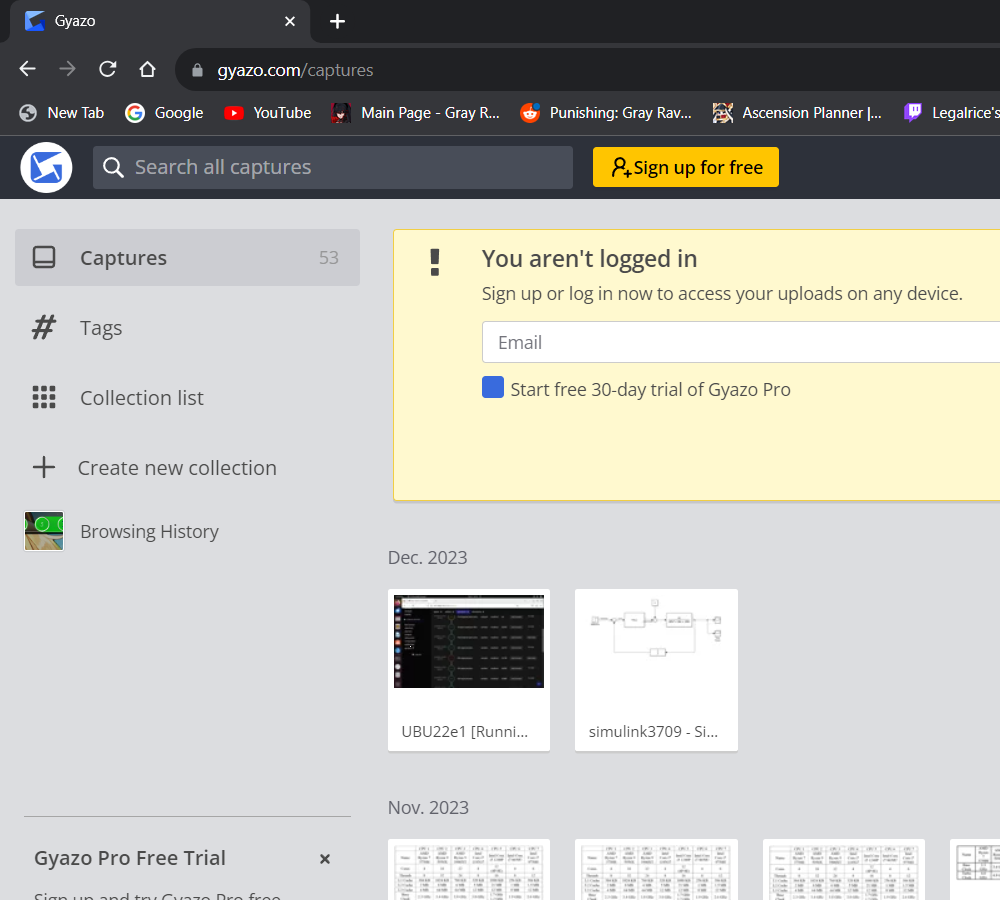 Gyazo
gyazo.com/captures
New Tab
Google
YouTube
Main Page - Gray R...
Punishing: Gray Rav...
Ascension Planner |...
Legalrice's
Search all captures
Sign up for free
Captures
53
Tags
Collection list
Create new collection
Browsing History
Gyazo Pro Free Trial
Sign up and try Gyazo Pro free
You aren't logged in
Sign up or log in now to access your uploads on any device.
Email
Start free 30-day trial of Gyazo Pro
Dec. 2023
UBU22e1 [Runni...
simulink3709 - Si...
Nov. 2023